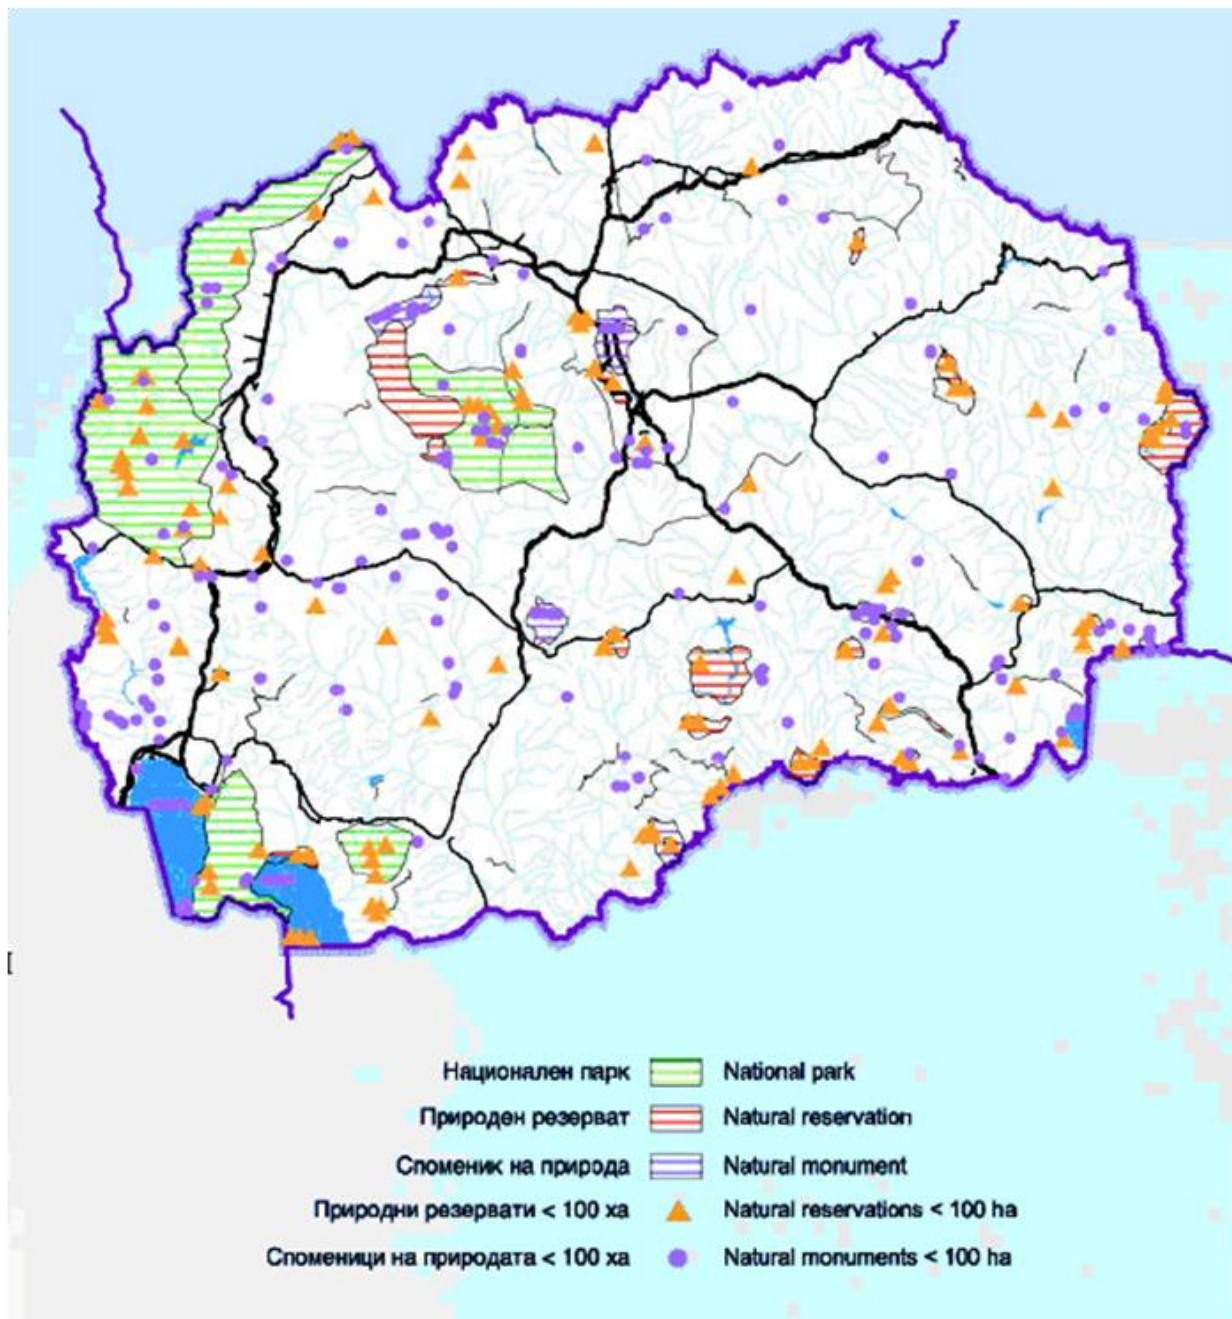 Национален парк National park
Природен резерват Natural reservation
Споменик на природа Natural monument
Природни резервати < 100 ха Natural reservations < 100 ha
Споменици на природата < 100 ха Natural monuments < 100 ha